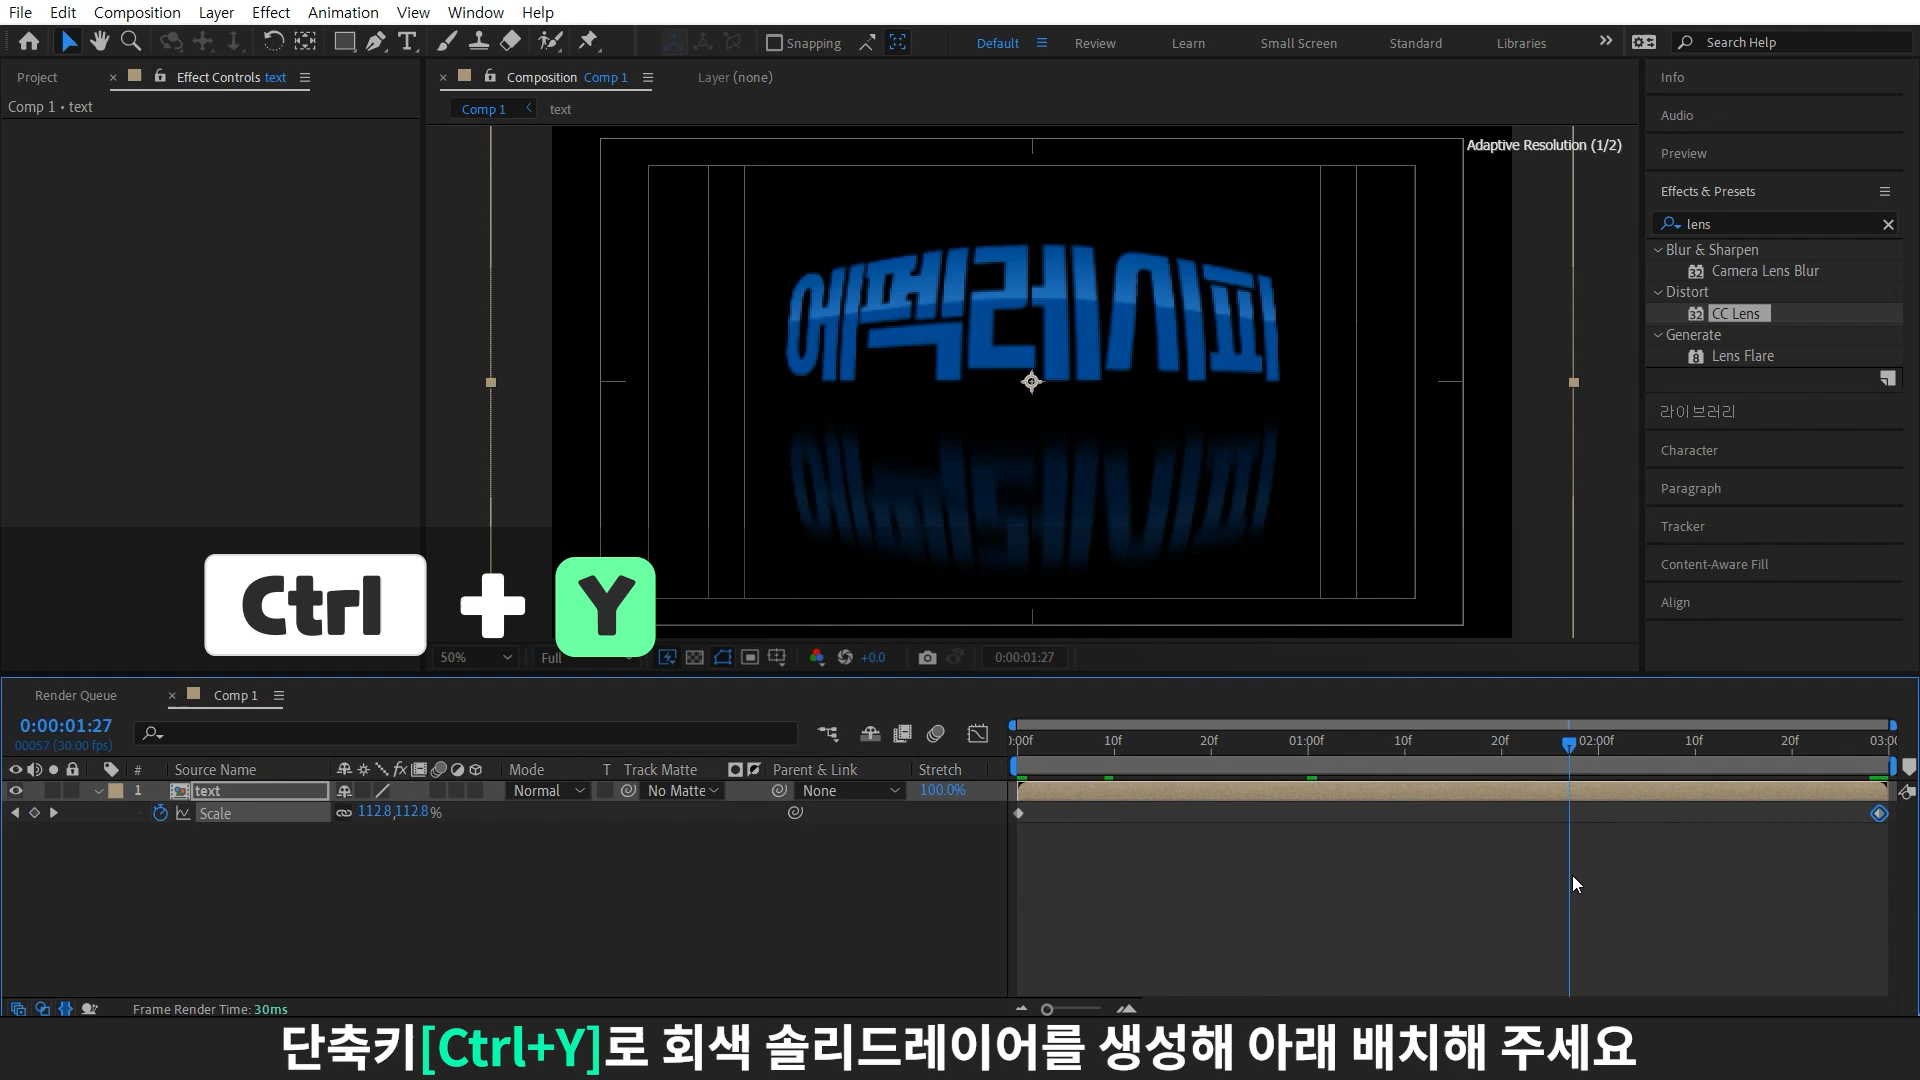 File Edit Composition Layer Effect Animation View Window Help
Snapping Default Review Learn Small Screen Standard Libraries Search Help
Project Effect Controls text Composition Comp 1 Layer (none) Info
Comp 1 • text
Comp 1 text
Audio
Adaptive Resolution (1/2)
Preview
Effects & Presets
lens
Blur & Sharpen
32 Camera Lens Blur
Distort
32 CC Lens
Generate
8 Lens Flare
라이브러리
Character
Paragraph
Tracker
Content-Aware Fill
Align
에펙레시피
Ctrl + Y
50% Full +0.0 0:00:01:27
Render Queue Comp 1
0:00:01:27
00057 (30.00 fps)
):00f 10f 20f 01:00f 10f 20f 02:00f 10f 20f 03:00
# Source Name fx Mode T Track Matte Parent & Link Stretch
1 text Normal No Matte None 100.0%
Scale 112.8,112.8%
Frame Render Time: 30ms
단축키[Ctrl+Y]로 회색 솔리드레이어를 생성해 아래 배치해 주세요